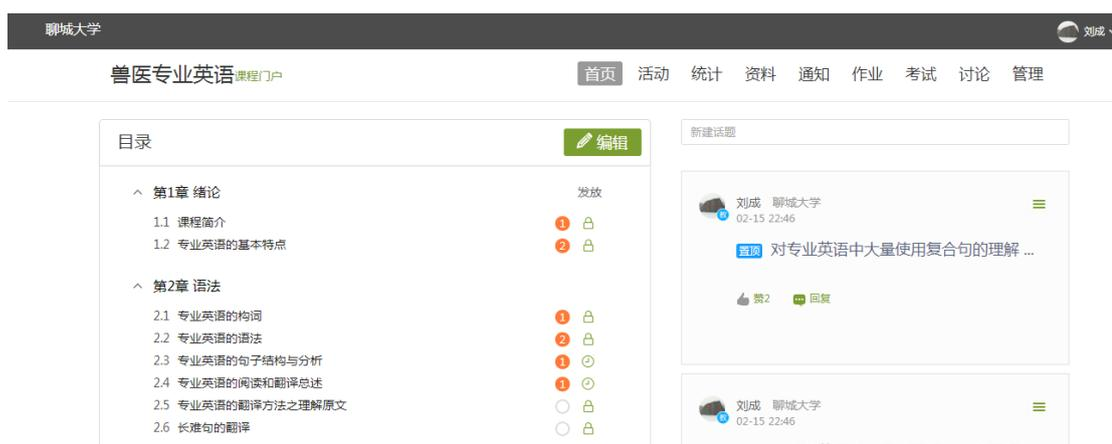 聊城大学
刘成
兽医专业英语课程门户
首页 活动 统计 资料 通知 作业 考试 讨论 管理
目录
编辑
第1章 绪论 发放
1.1 课程简介 1
1.2 专业英语的基本特点 2
第2章 语法
2.1 专业英语的构词 1
2.2 专业英语的语法 2
2.3 专业英语的句子结构与分析 1
2.4 专业英语的阅读和翻译总述 1
2.5 专业英语的翻译方法之理解原文
2.6 长难句的翻译
新建话题
刘成 聊城大学
教
02-15 22:46
置顶 对专业英语中大量使用复合句的理解 ...
赞2 回复
刘成 聊城大学
教
02-15 22:46